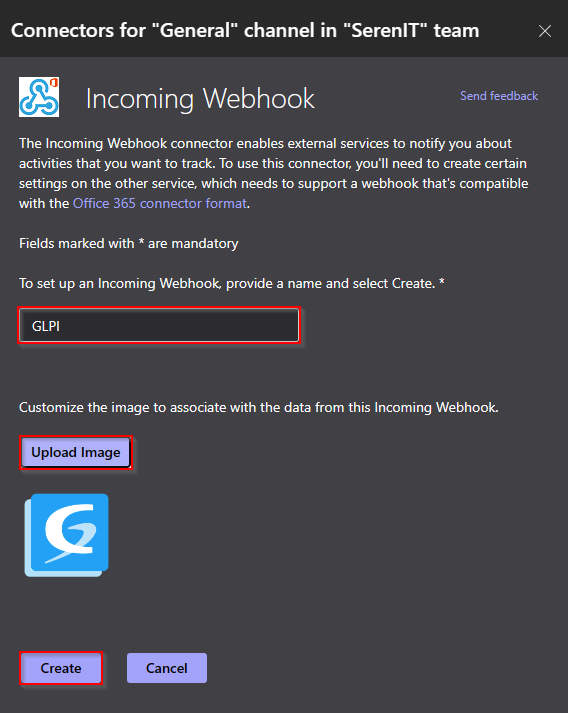 Connectors for "General" channel in "SerenIT" team
Incoming Webhook
Send feedback
The Incoming Webhook connector enables external services to notify you about
activities that you want to track. To use this connector, you'll need to create certain
settings on the other service, which needs to support a webhook that's compatible
with the Office 365 connector format.
Fields marked with * are mandatory
To set up an Incoming Webhook, provide a name and select Create. *
GLPI
Customize the image to associate with the data from this Incoming Webhook.
Upload Image
Create
Cancel